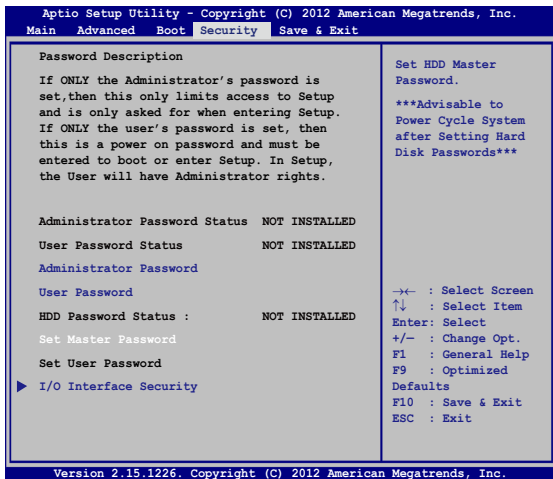 Aptio Setup Utility - Copyright (C) 2012 American Megatrends, Inc.
Main Advanced Boot Security Save & Exit
Password Description
If ONLY the Administrator's password is
set,then this only limits access to Setup
and is only asked for when entering Setup.
If ONLY the user's password is set, then
this is a power on password and must be
entered to boot or enter Setup. In Setup,
the User will have Administrator rights.
Administrator Password Status NOT INSTALLED
User Password Status NOT INSTALLED
Administrator Password
User Password
HDD Password Status : NOT INSTALLED
Set Master Password
Set User Password
I/O Interface Security
Set HDD Master
Password.
***Advisable to
Power Cycle System
after Setting Hard
Disk Passwords***
→← : Select Screen
↑↓ : Select Item
Enter: Select
+/− : Change Opt.
F1 : General Help
F9 : Optimized
Defaults
F10 : Save & Exit
ESC : Exit
Version 2.15.1226. Copyright (C) 2012 American Megatrends, Inc.